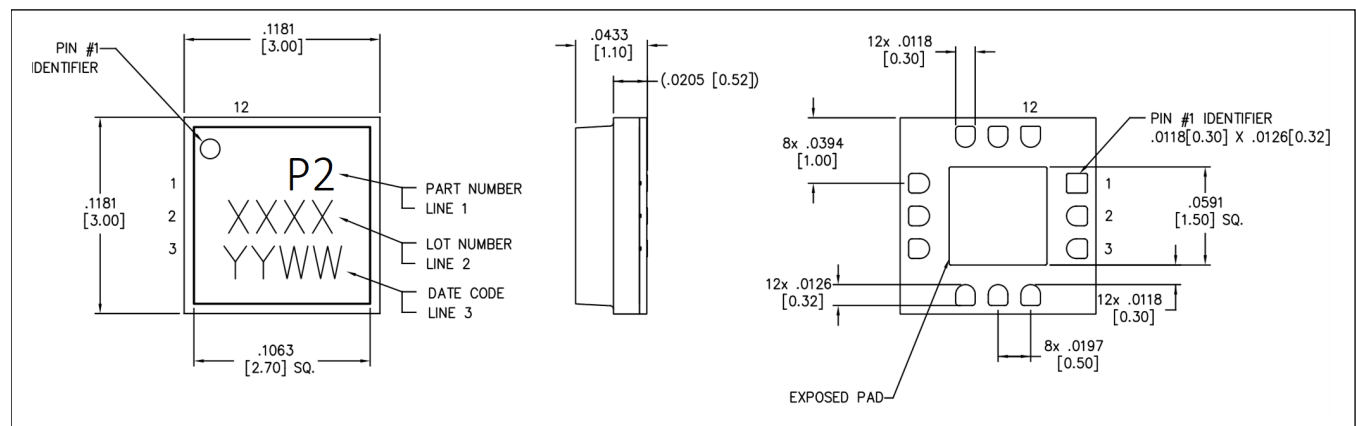 .1181
[3.00]
PIN #1
IDENTIFIER
12
.1181
[3.00]
1
2
3
P2
XXXX
YYWW
PART NUMBER
LINE 1
LOT NUMBER
LINE 2
DATE CODE
LINE 3
.1063
[2.70] SQ.
.0433
[1.10]
(.0205 [0.52])
12x .0118
[0.30]
12
8x .0394
[1.00]
PIN #1 IDENTIFIER
.0118[0.30] X .0126[0.32]
1
2
3
.0591
[1.50] SQ.
12x .0126
[0.32]
12x .0118
[0.30]
8x .0197
[0.50]
EXPOSED PAD